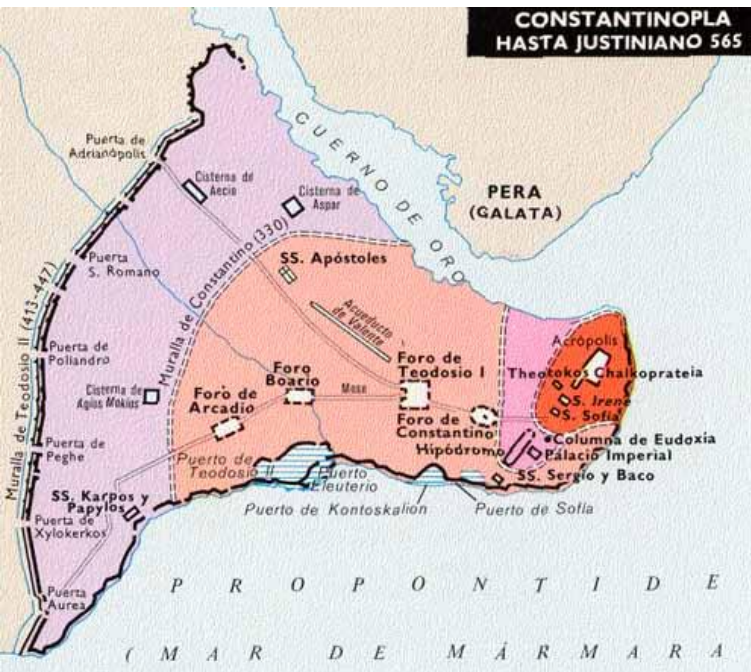 CONSTANTINOPLA
HASTA JUSTINIANO 565
Puerta de
Adrianópolis
Cisterna de
Aecio
Cisterna de
Aspar
CUERNO DE ORO
PERA
(GALATA)
Puerta
S. Romano
Muralla de Constantino (330)
SS. Apóstoles
Acueducto
de Valente
Muralla de Teodosio II (413-447)
Puerta de
Poliandro
Cisterna de
Agios Mokios
Foro de
Arcadio
Foro
Boario
Mese
Foro de
Teodosio I
Foro de
Constantino
Hipódromo
Acrópolis
Theotokos Chalkoprateia
S. Irene
S. Sofía
Columna de Eudoxia
Palacio Imperial
SS. Sergio y Baco
Puerta de
Peghe
Puerto de
Teodosio II
Puerto
Eleuterio
Puerto de Kontoskalion
Puerto de Sofía
SS. Karpos y
Papylos
Puerta de
Xylokerkos
Puerta
Aurea
PROPONTIDE
(MAR DE MÁRMARA